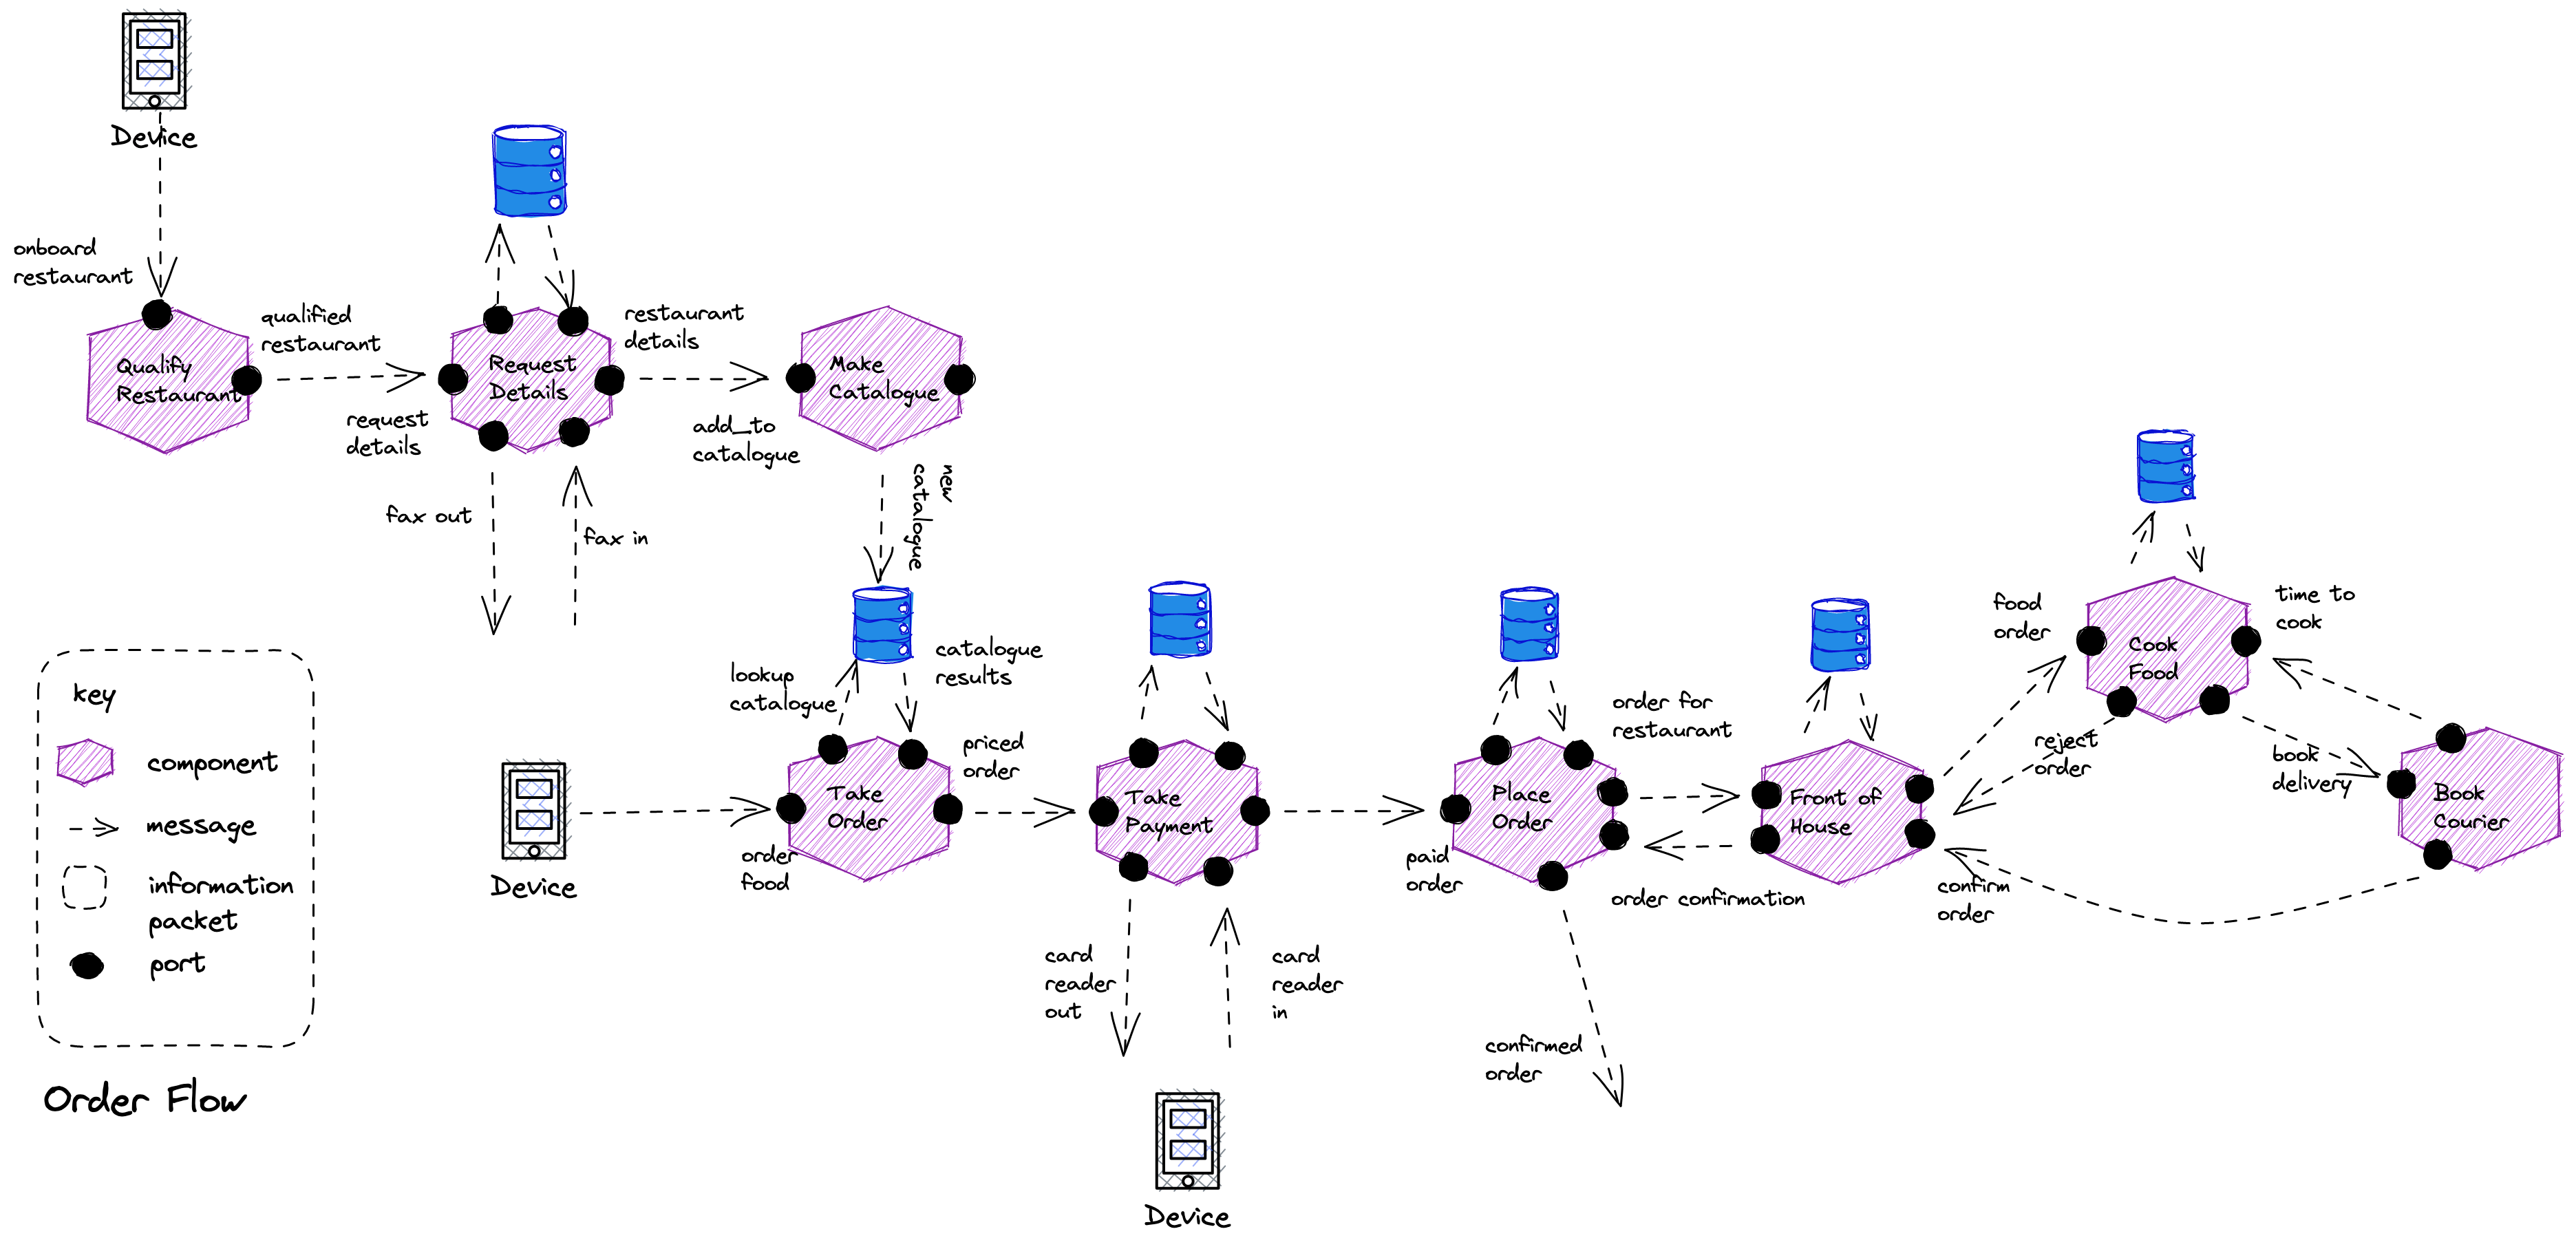 Device
onboard
restaurant
Qualify
Restaurant
qualified
restaurant
request
details
Request
Details
restaurant
details
add_to
catalogue
Make
Catalogue
new
catalogue
fax out
fax in
key
component
message
information
packet
port
Order Flow
Device
lookup
catalogue
catalogue
results
order
food
Take
Order
priced
order
Take
Payment
card
reader
out
card
reader
in
Device
paid
order
Place
Order
order for
restaurant
order confirmation
confirmed
order
Front of
House
food
order
reject
order
confirm
order
Cook
Food
time to
cook
book
delivery
Book
Courier